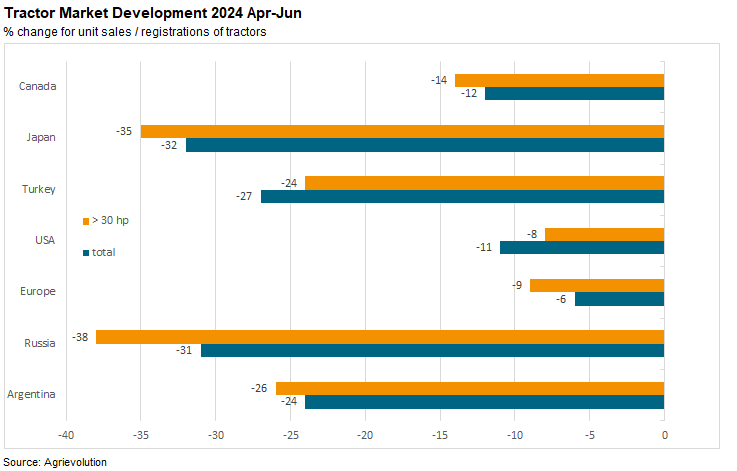 Tractor Market Development 2024 Apr-Jun
% change for unit sales / registrations of tractors
Canada
-14
-12
Japan
-35
-32
Turkey
-24
-27
> 30 hp
USA
-8
-11
total
Europe
-9
-6
Russia
-38
-31
Argentina
-26
-24
-40 -35 -30 -25 -20 -15 -10 -5 0
Source: Agrievolution